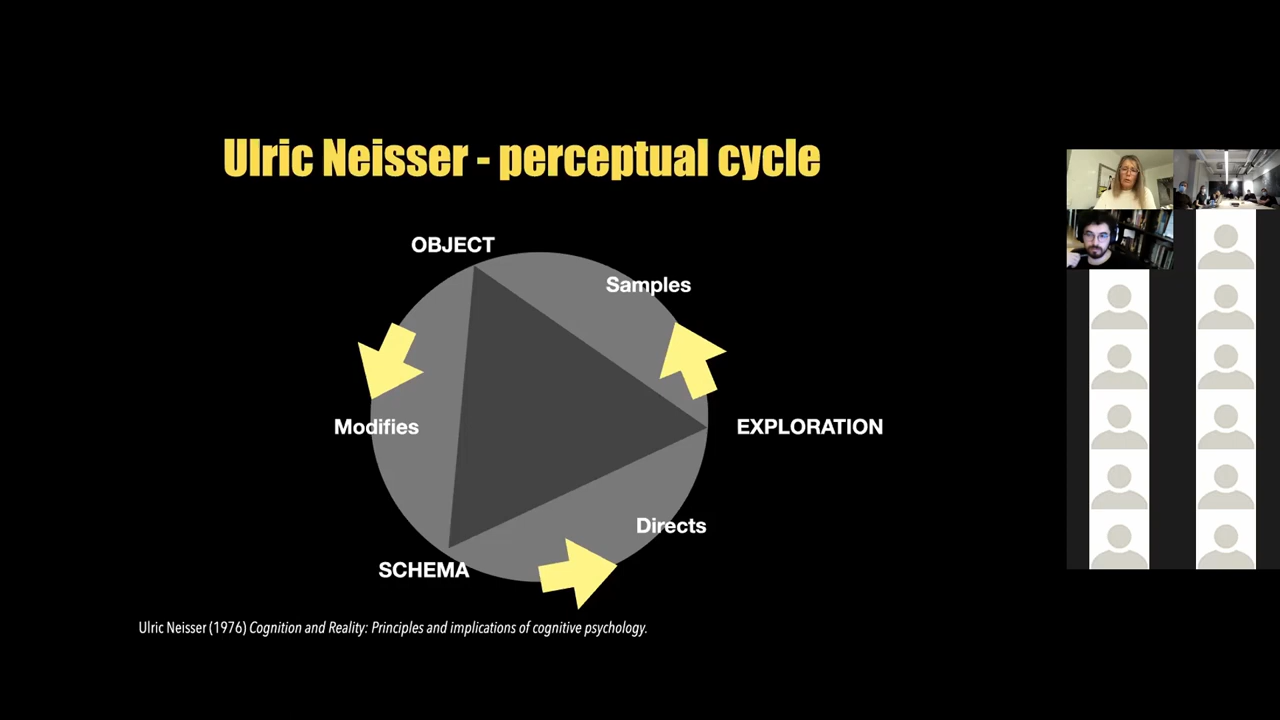 Ulric Neisser - perceptual cycle
OBJECT
Samples
Modifies
EXPLORATION
Directs
SCHEMA
Ulric Neisser (1976) Cognition and Reality: Principles and implications of cognitive psychology.